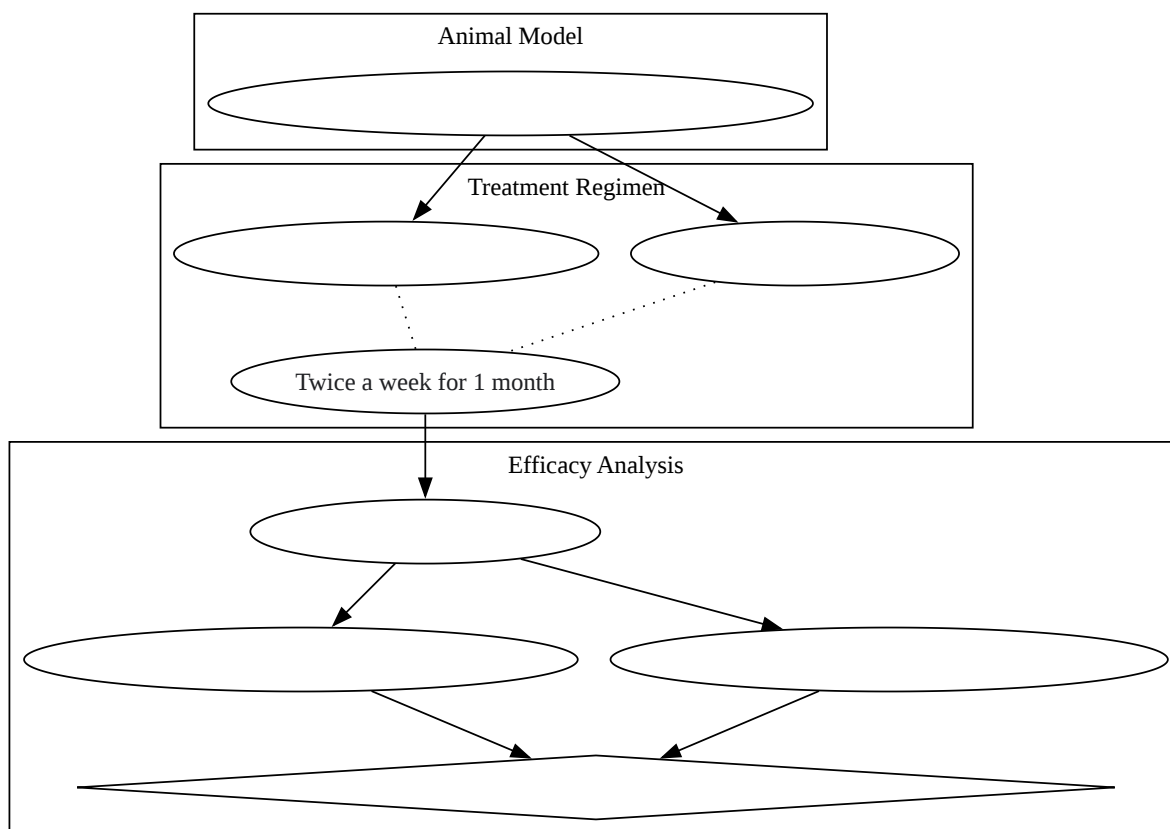 Animal Model
Treatment Regimen
Twice a week for 1 month
Efficacy Analysis